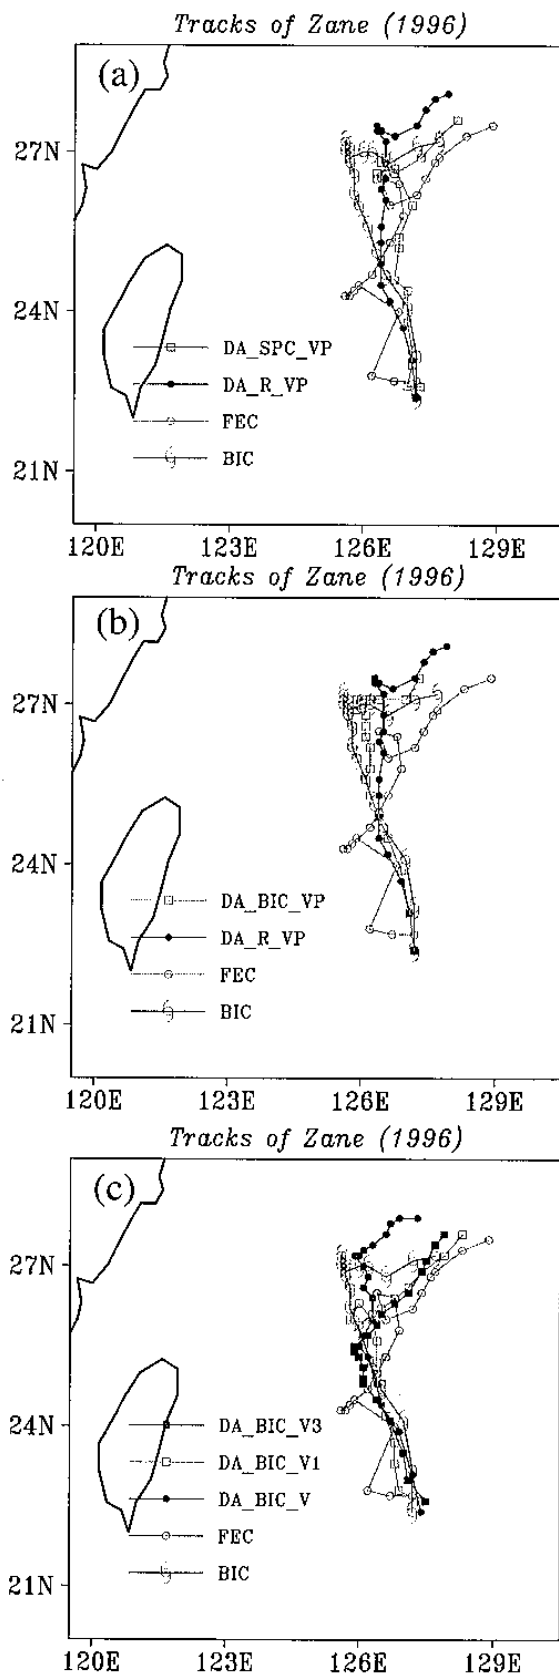 Tracks of Zane (1996)
(a)
27N
24N
21N
DA_SPC_VP
DA_R_VP
FEC
BIC
120E 123E 126E 129E
Tracks of Zane (1996)
(b)
27N
24N
21N
DA_BIC_VP
DA_R_VP
FEC
BIC
120E 123E 126E 129E
Tracks of Zane (1996)
(c)
27N
24N
21N
DA_BIC_V3
DA_BIC_V1
DA_BIC_V
FEC
BIC
120E 123E 126E 129E